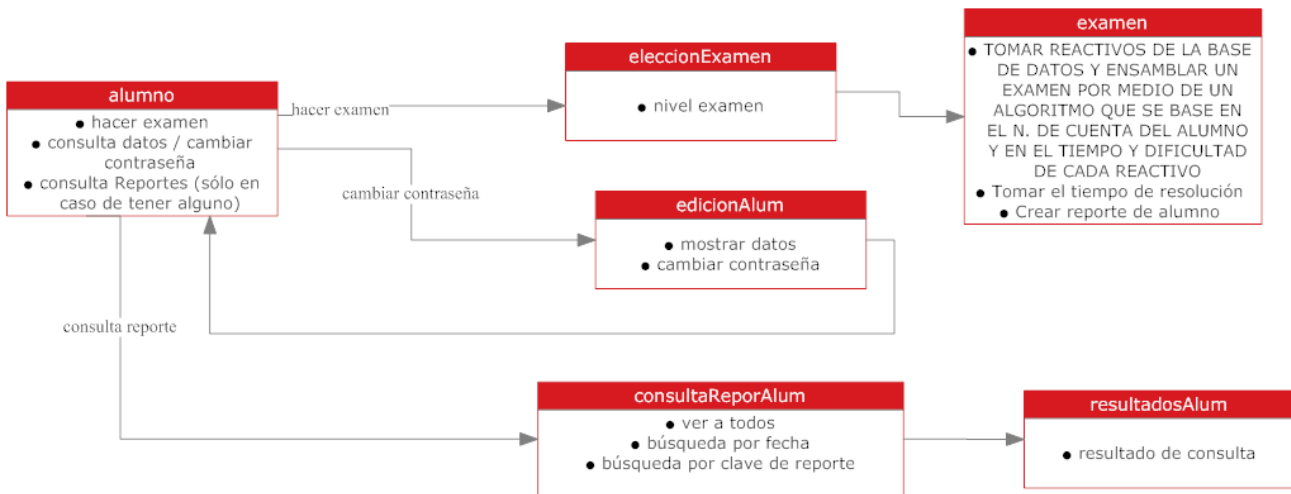 examen
● TOMAR REACTIVOS DE LA BASE
DE DATOS Y ENSAMBLAR UN
EXAMEN POR MEDIO DE UN
ALGORITMO QUE SE BASE EN
EL N. DE CUENTA DEL ALUMNO
Y EN EL TIEMPO Y DIFICULTAD
DE CADA REACTIVO
● Tomar el tiempo de resolución
● Crear reporte de alumno
eleccionExamen
● nivel examen
alumno
● hacer examen
● consulta datos / cambiar
contraseña
● consulta Reportes (sólo en
caso de tener alguno)
hacer examen
cambiar contraseña
edicionAlum
● mostrar datos
● cambiar contraseña
consulta reporte
consultaReporAlum
● ver a todos
● búsqueda por fecha
● búsqueda por clave de reporte
resultadosAlum
● resultado de consulta